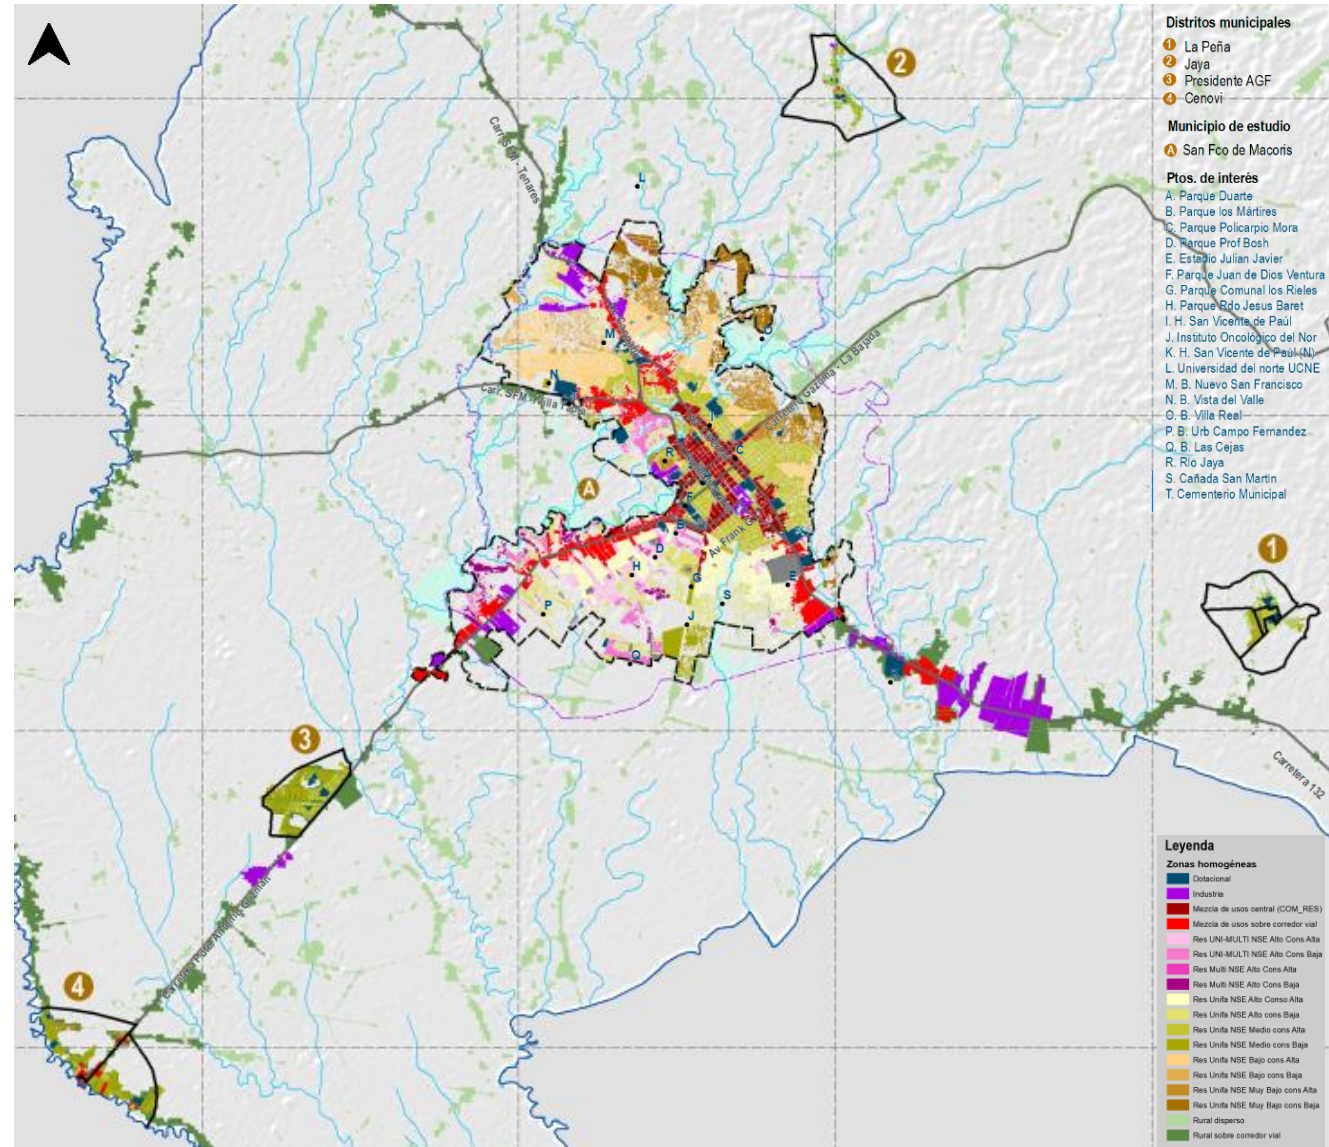 Distritos municipales
1 La Peña
2 Jaya
3 Presidente AGF
4 Cenovi
Municipio de estudio
A San Fco de Macoris
Ptos. de interés
A. Parque Duarte
B. Parque los Mártires
C. Parque Policarpio Mora
D. Parque Prof Bosh
E. Estadio Julian Javier
F. Parque Juan de Dios Ventura
G. Parque Comunal los Rieles
H. Parque Rdo Jesus Baret
I. H. San Vicente de Paúl
J. Instituto Oncológico del Nor
K. H. San Vicente de Paúl (N)
L. Universidad del norte UCNE
M. B. Nuevo San Francisco
N. B. Vista del Valle
O. B. Villa Real
P. B. Urb Campo Fernandez
Q. B. Las Cejas
R. Río Jaya
S. Cañada San Martín
T. Cementerio Municipal
2
Carr. SFM - Tenares
L
M
O
N
Carr. SFM - Villa Tapia
Carretera Gazuma - La Bajada
I
C
R
A
F
B
Av Frank G
D
H
G
E
S
P
J
Q
1
3
Carretera 132
4
Leyenda
Zonas homogéneas
Dotacional
Industria
Mezcla de usos central (COM_RES)
Mezcla de usos sobre corredor vial
Res UNI-MULTI NSE Alto Cons Alta
Res UNI-MULTI NSE Alto Cons Baja
Res Multi NSE Alto Cons Alta
Res Multi NSE Alto Cons Baja
Res Unifa NSE Alto Conso Alta
Res Unifa NSE Alto cons Baja
Res Unifa NSE Medio cons Alta
Res Unifa NSE Medio cons Baja
Res Unifa NSE Bajo cons Alta
Res Unifa NSE Bajo cons Baja
Res Unifa NSE Muy Bajo cons Alta
Res Unifa NSE Muy Bajo cons Baja
Rural disperso
Rural sobre corredor vial